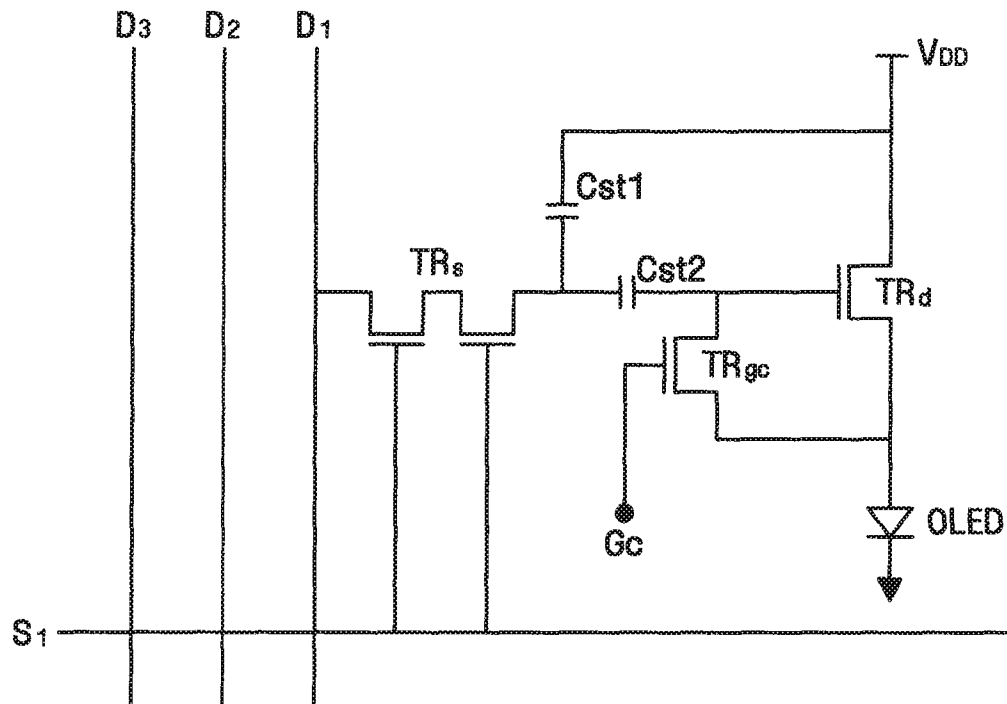 D3 D2 D1
VDD
Cst1
TRs
Cst2
TRd
TRgc
OLED
Gc
S1